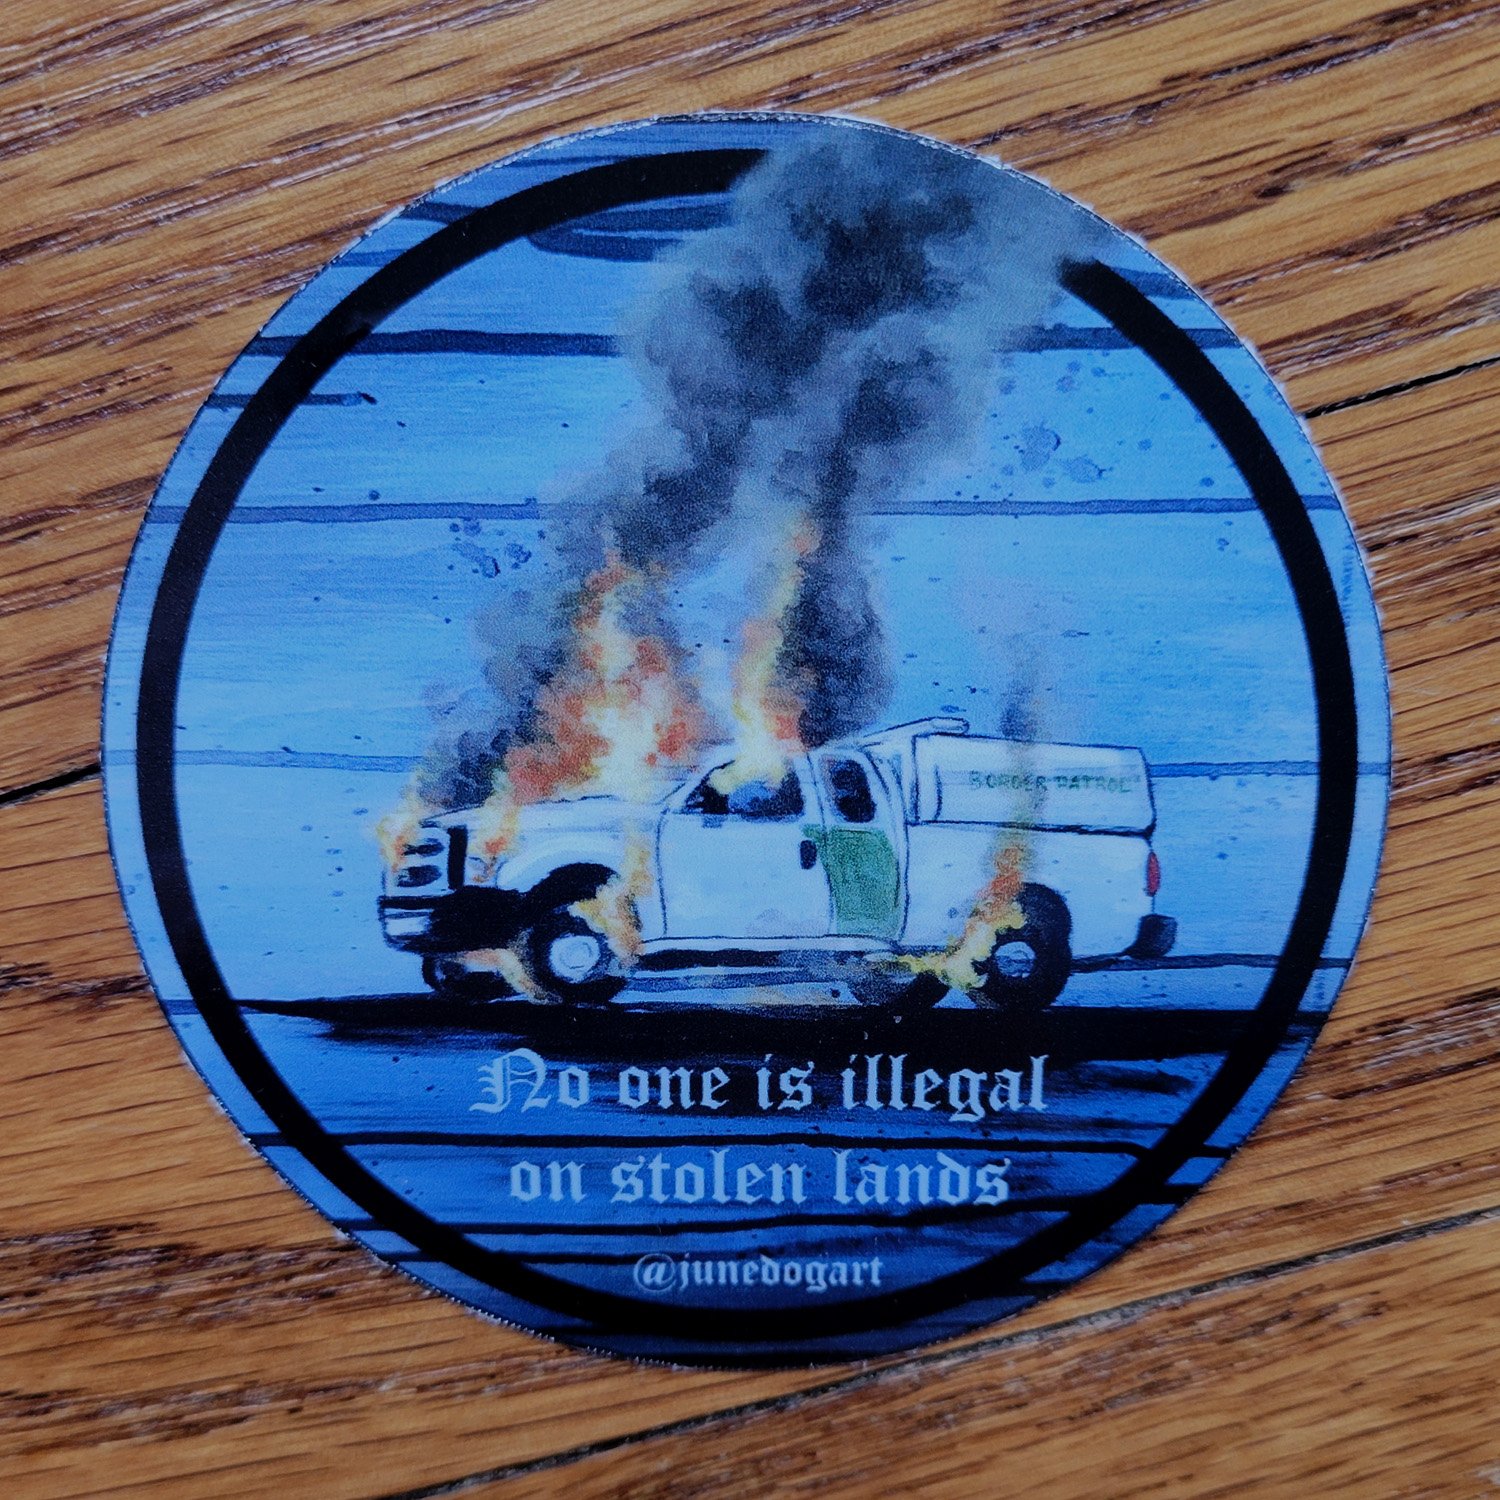 BORDER PATROL
No one is illegal
on stolen lands
@junedogart